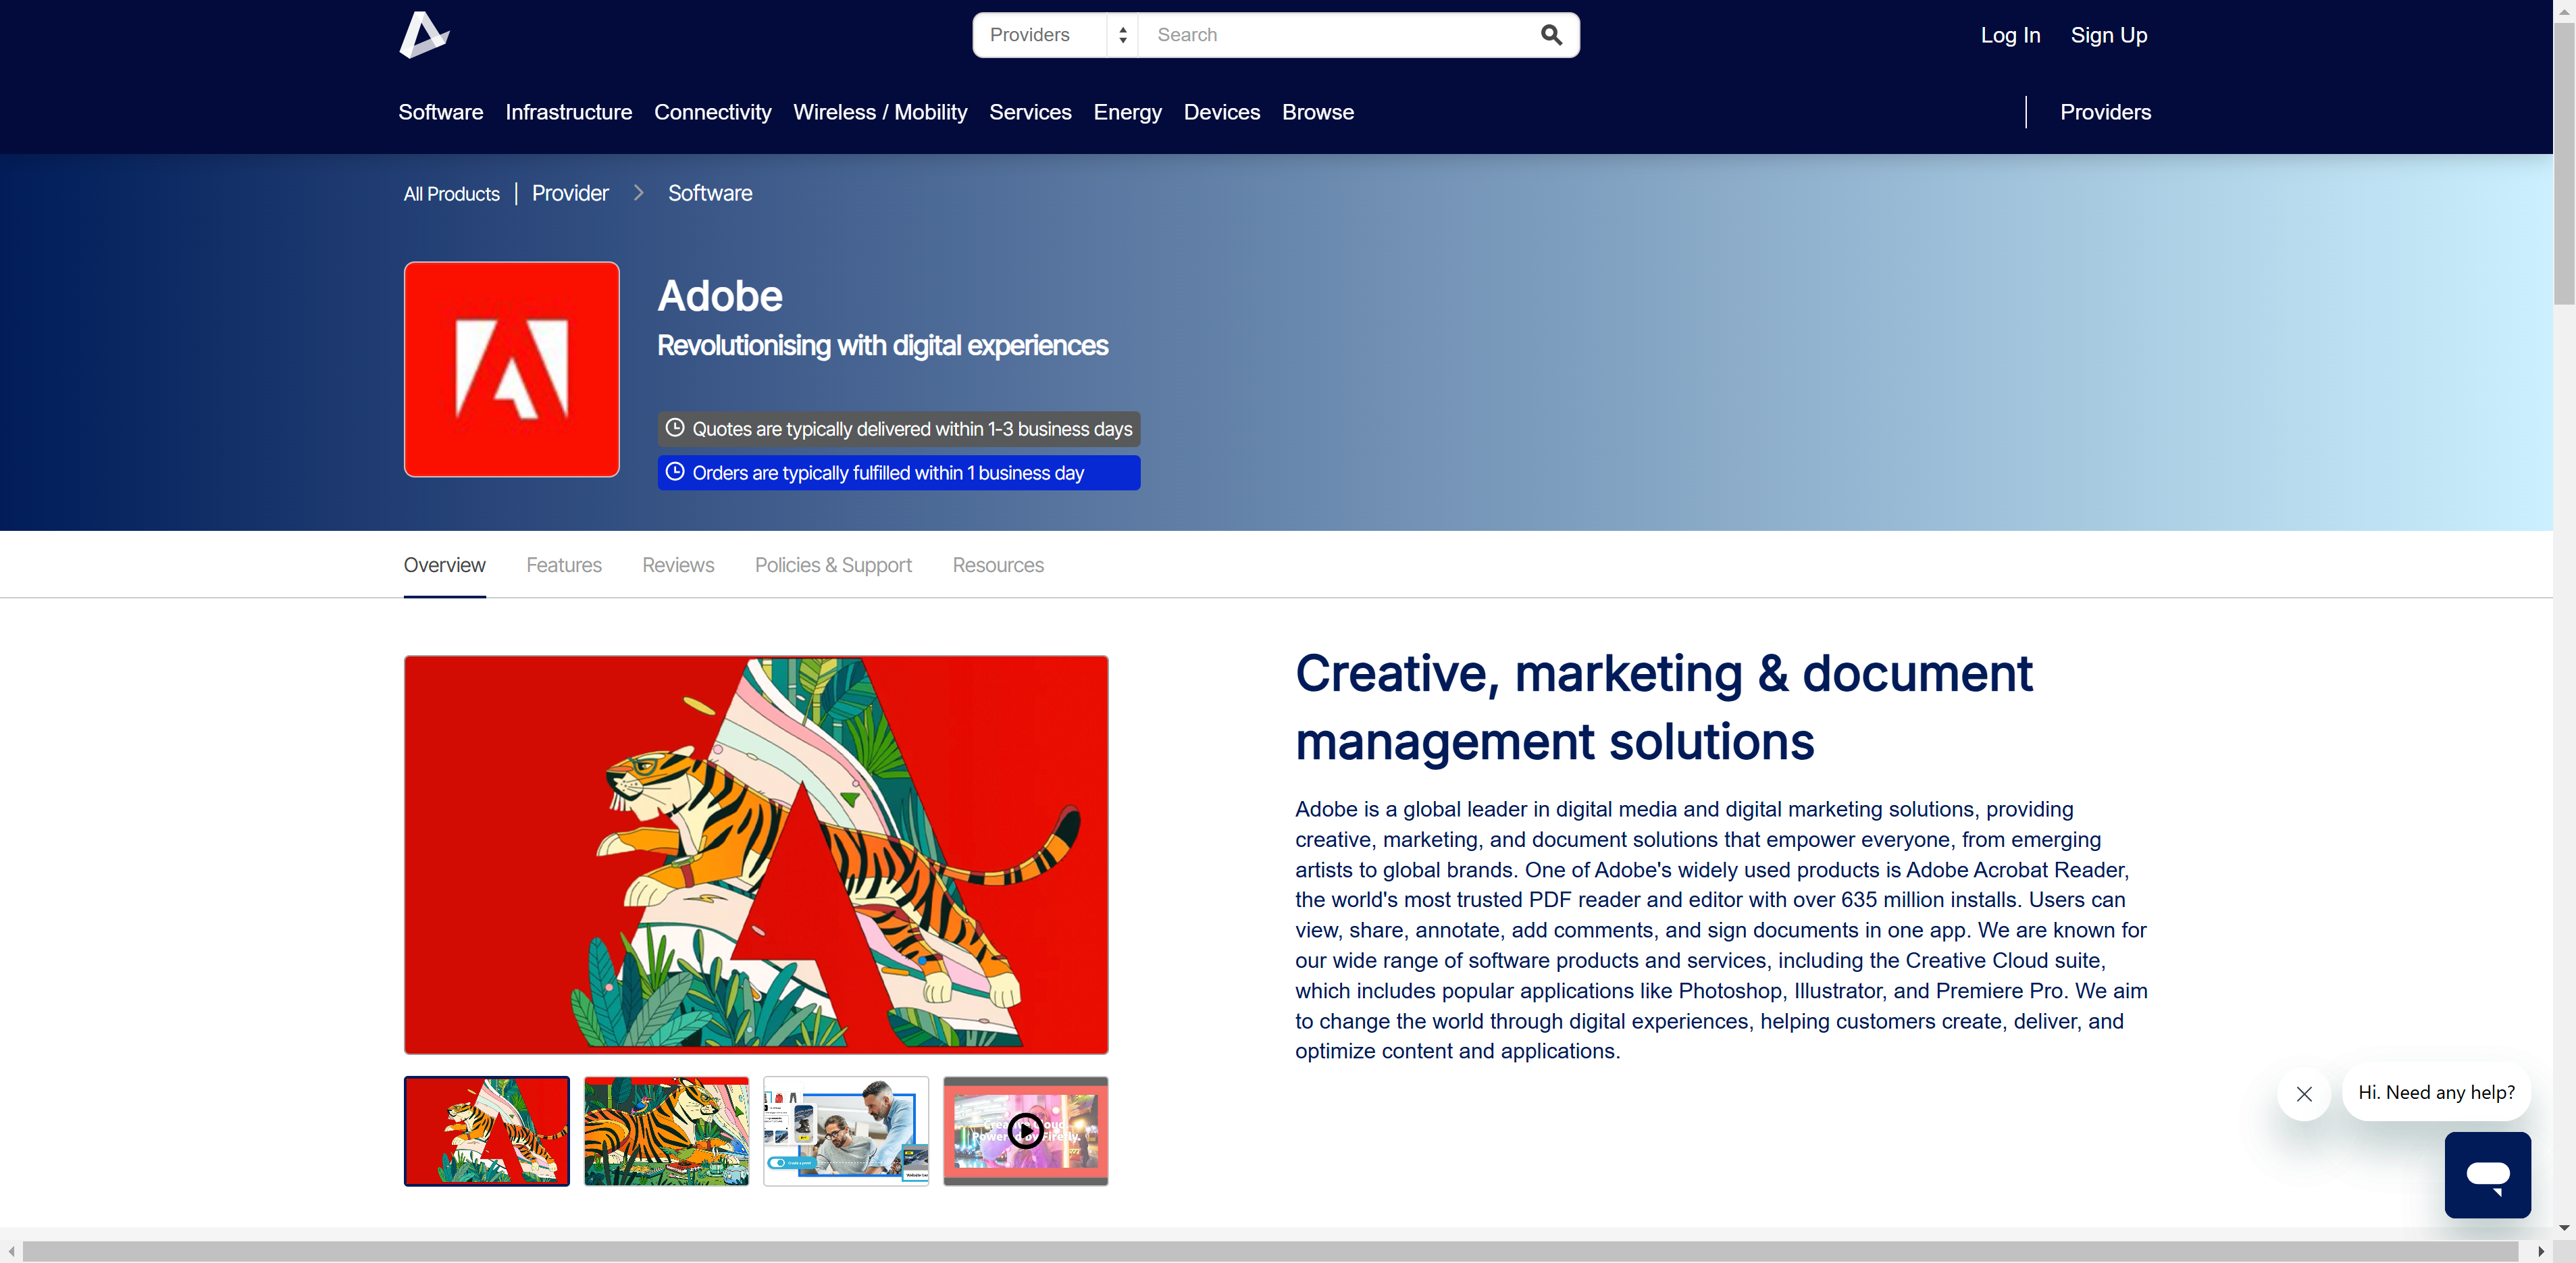 Providers
Search
Log In
Sign Up
Software
Infrastructure
Connectivity
Wireless / Mobility
Services
Energy
Devices
Browse
Providers
All Products
Provider
Software
Adobe
Revolutionising with digital experiences
Quotes are typically delivered within 1-3 business days
Orders are typically fulfilled within 1 business day
Overview
Features
Reviews
Policies & Support
Resources
Creative, marketing & document
management solutions
Adobe is a global leader in digital media and digital marketing solutions, providing
creative, marketing, and document solutions that empower everyone, from emerging
artists to global brands. One of Adobe's widely used products is Adobe Acrobat Reader,
the world's most trusted PDF reader and editor with over 635 million installs. Users can
view, share, annotate, add comments, and sign documents in one app. We are known for
our wide range of software products and services, including the Creative Cloud suite,
which includes popular applications like Photoshop, Illustrator, and Premiere Pro. We aim
to change the world through digital experiences, helping customers create, deliver, and
optimize content and applications.
Hi. Need any help?